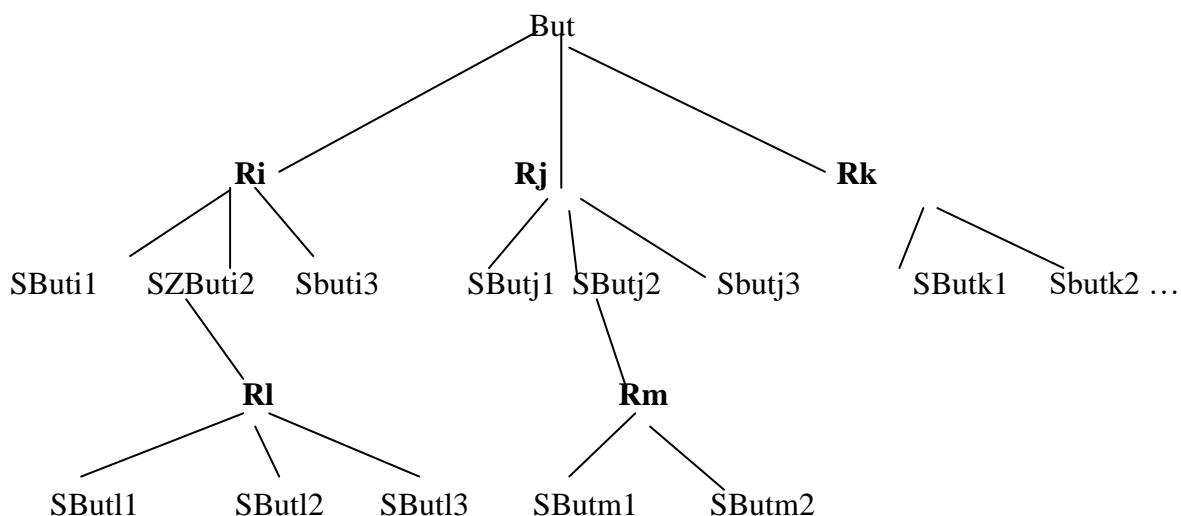 But
Ri Rj Rk
SButi1 SZButi2 Sbuti3 SButj1 SButj2 Sbutj3 SButk1 Sbutk2 …
Rl Rm
SButl1 SButl2 SButl3 SButm1 SButm2